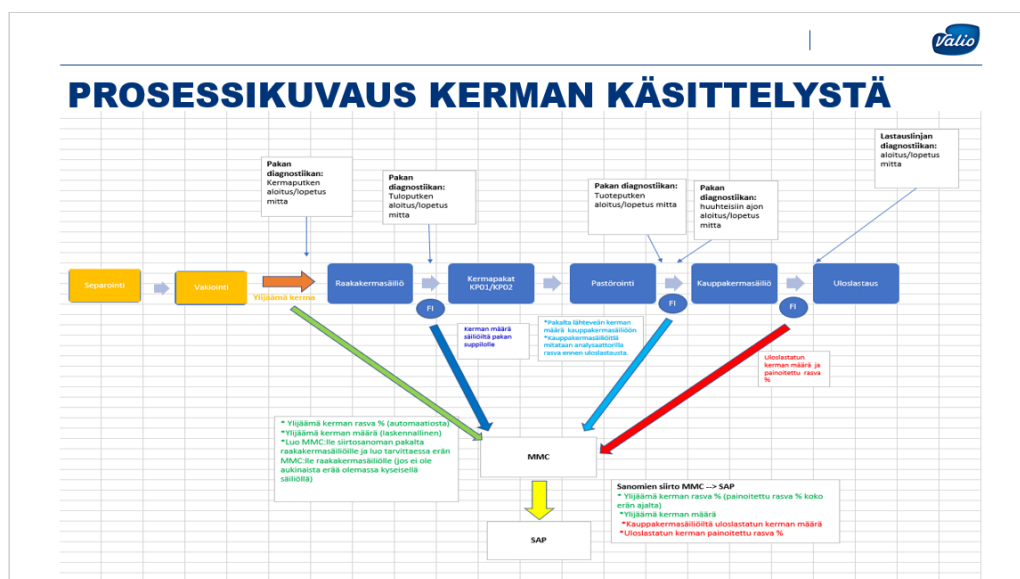 Valio
PROSESSIKUVAUS KERMAN KÄSITTELYSTÄ
Lastauslinjan
diagnostiikan:
aloitus/lopetus
mitta
Pakan
diagnostiikan:
Kermaputken
aloitus/lopetus
mitta
Pakan
diagnostiikan:
Tuloputken
aloitus/lopetus
mitta
Pakan diagnostiikan:
Tuoteputken
aloitus/lopetus mitta
Pakan
diagnostiikan:
huuhteisiin ajon
aloitus/lopetus
mitta
Separointi
Vakiointi
Ylijäämä kerma
Raakakermasäiliö
FI
Kermapakat
KP01/KP02
Pastörointi
FI
Kauppakermasäiliö
FI
Uloslastaus
Kerman määrä
säiliöiltä pakan
suppilolle
*Pakalta lähtevän kerman
määrä kauppakermasäiliöön
*Kauppakermasäiliöltä
mitataan analysaattorilla
rasva ennen uloslastausta.
Uloslastatun
kerman määrä ja
painoitettu rasva
%
* Ylijäämä kerman rasva % (automaatiosta)
*Ylijäämä kerman määrä (laskennallinen)
*Luo MMC:lle siirtosanoman pakalta
raakakermasäiliöille ja luo tarvittaessa erän
MMC:lle raakakermasäiliölle (jos ei ole
aukinaista erää olemassa kyseisellä
säiliöllä)
MMC
SAP
Sanomien siirto MMC --> SAP
* Ylijäämä kerman rasva % (painoitettu rasva % koko
erän ajalta)
*Ylijäämä kerman määrä
*Kauppakermasäiliöiltä uloslastatun kerman määrä
*Uloslastatun kerman painoitettu rasva %